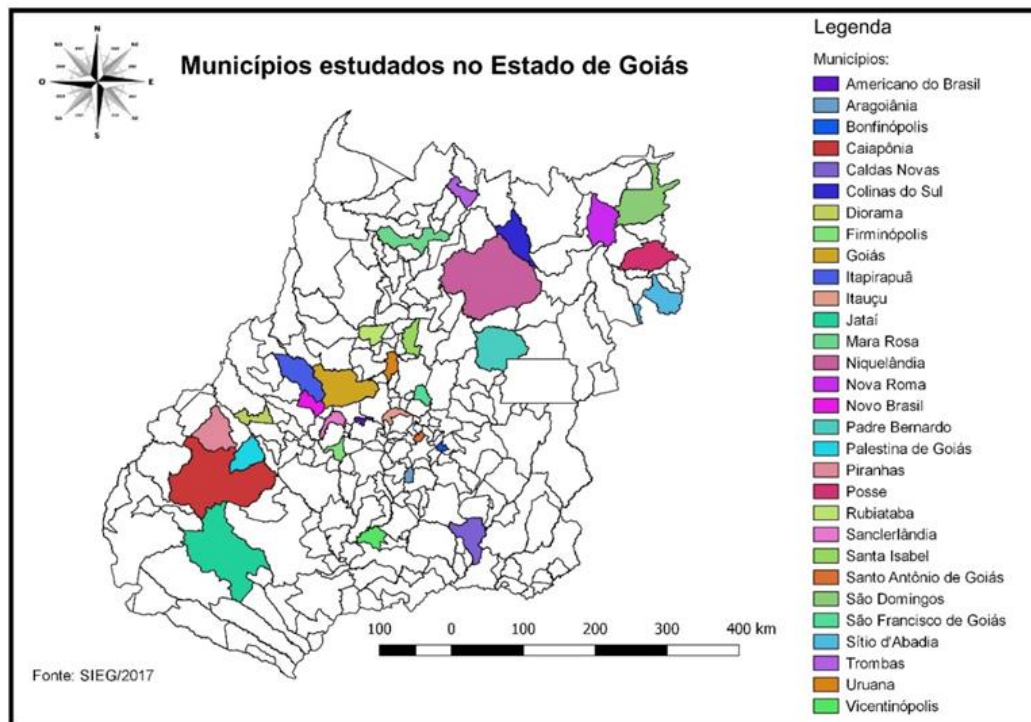 N
O
E
S
Municípios estudados no Estado de Goiás
Legenda
Municípios:
Americano do Brasil
Aragoiânia
Bonfinópolis
Caiapônia
Caldas Novas
Colinas do Sul
Diorama
Firminópolis
Goiás
Itapirapuã
Itauçu
Jataí
Mara Rosa
Niquelândia
Nova Roma
Novo Brasil
Padre Bernardo
Palestina de Goiás
Piranhas
Posse
Rubiataba
Sanclerlândia
Santa Isabel
Santo Antônio de Goiás
São Domingos
São Francisco de Goiás
Sítio d'Abadia
Trombas
Uruana
Vicentinópolis
100 0 100 200 300 400 km
Fonte: SIEG/2017